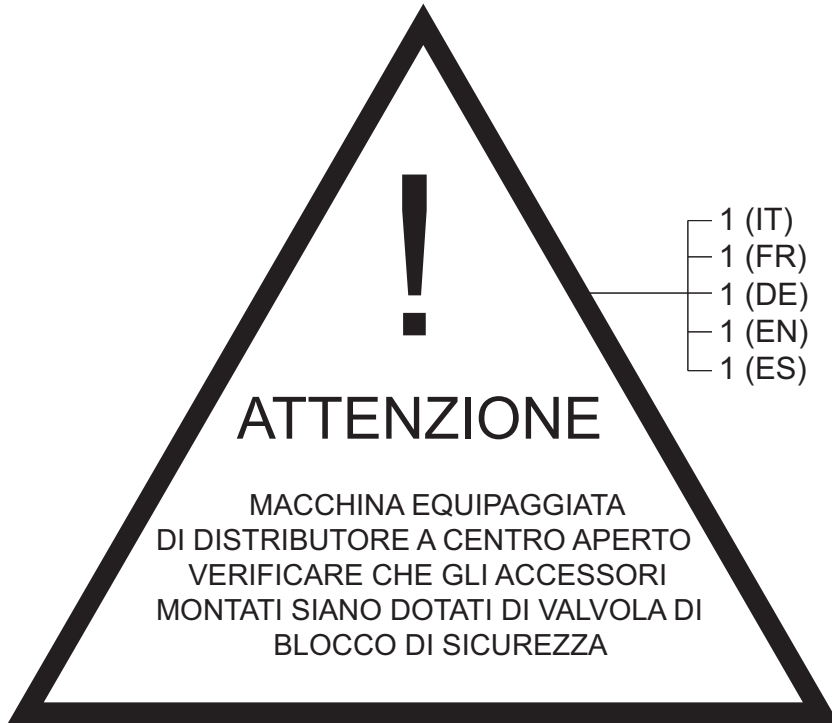 !
ATTENZIONE
MACCHINA EQUIPAGGIATA
DI DISTRIBUTORE A CENTRO APERTO
VERIFICARE CHE GLI ACCESSORI
MONTATI SIANO DOTATI DI VALVOLA DI
BLOCCO DI SICUREZZA
1 (IT)
1 (FR)
1 (DE)
1 (EN)
1 (ES)